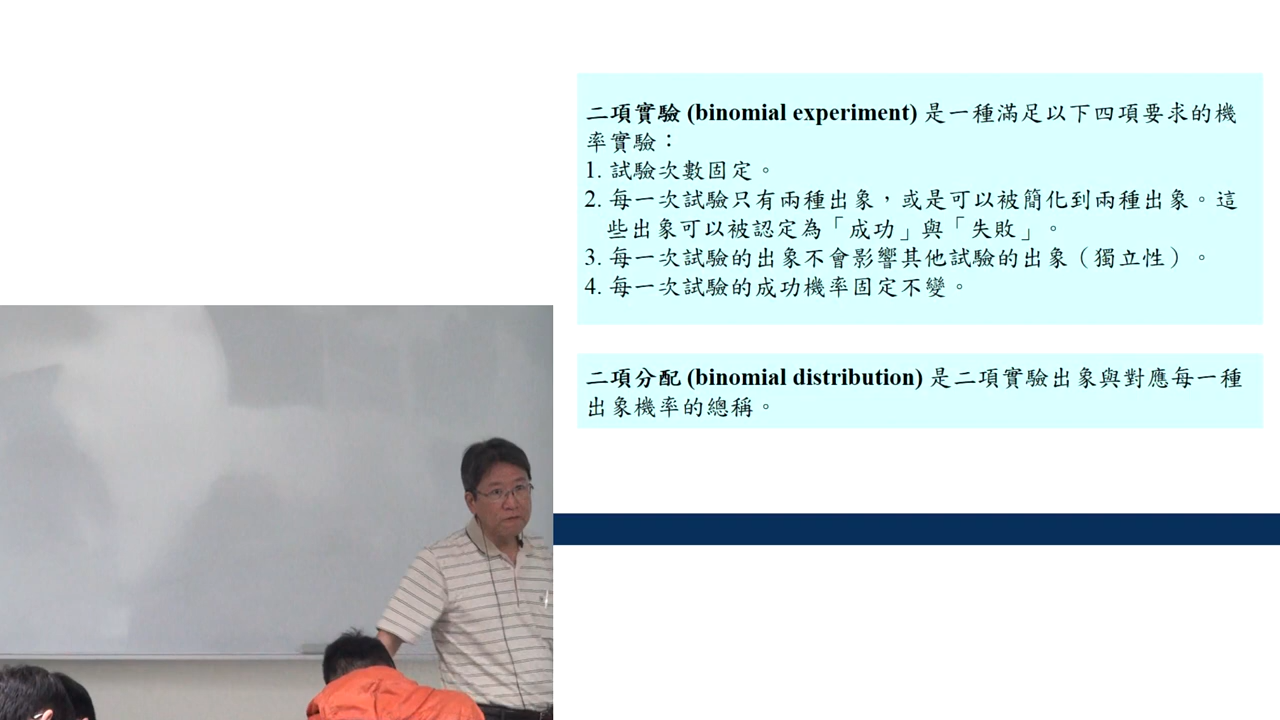 二項實驗 (binomial experiment) 是一種滿足以下四項要求的機
率實驗：
1. 試驗次數固定。
2. 每一次試驗只有兩種出象，或是可以被簡化到兩種出象。這
些出象可以被認定為「成功」與「失敗」。
3. 每一次試驗的出象不會影響其他試驗的出象（獨立性）。
4. 每一次試驗的成功機率固定不變。
二項分配 (binomial distribution) 是二項實驗出象與對應每一種
出象機率的總稱。